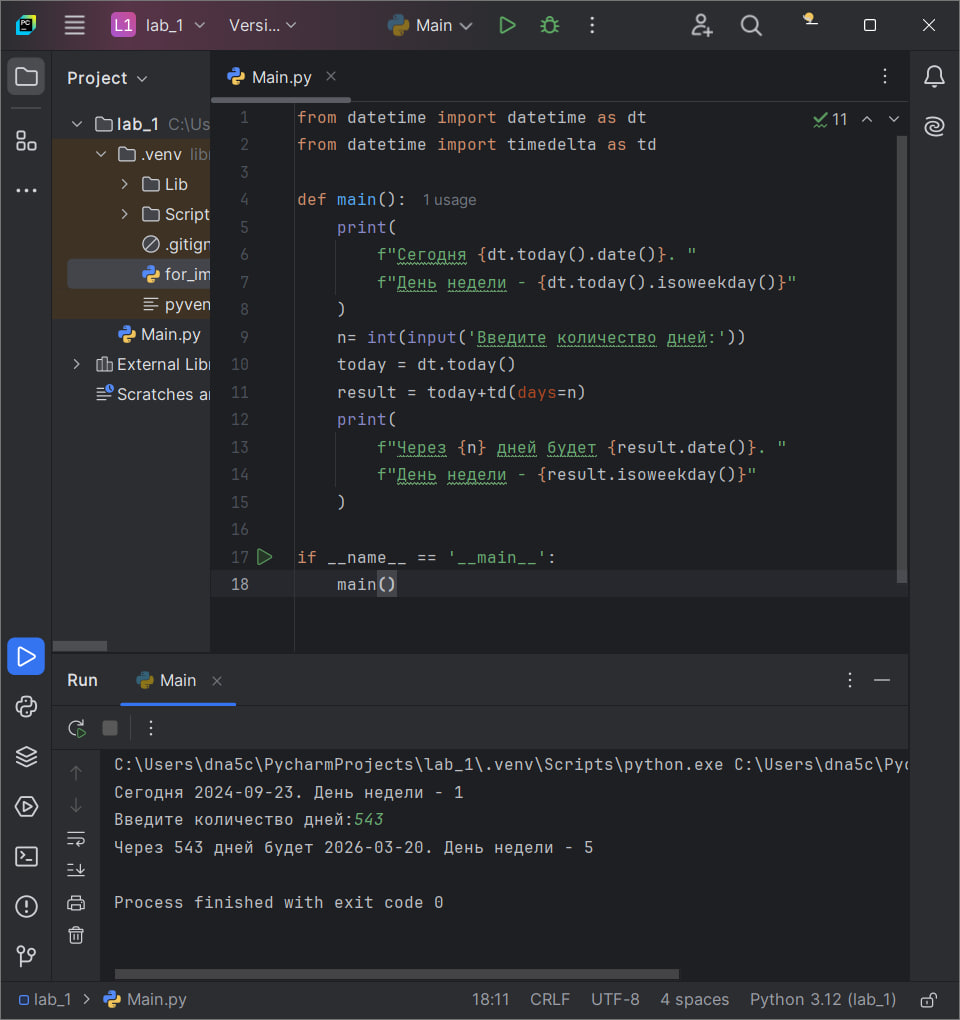 L1 lab_1 Versi... Main
Project
Main.py
lab_1 C:\Us
.venv libr
Lib
Script
.gitign
for_im
pyven
Main.py
External Libr
Scratches ar
11
1 from datetime import datetime as dt
2 from datetime import timedelta as td
3
4 def main(): 1 usage
5 print(
6 f"Сегодня {dt.today().date()}. "
7 f"День недели - {dt.today().isoweekday()}"
8 )
9 n= int(input('Введите количество дней:'))
10 today = dt.today()
11 result = today+td(days=n)
12 print(
13 f"Через {n} дней будет {result.date()}. "
14 f"День недели - {result.isoweekday()}"
15 )
16
17 if __name__ == '__main__':
18 main()
Run Main
C:\Users\dna5c\PycharmProjects\lab_1\.venv\Scripts\python.exe C:\Users\dna5c\Pyc
Сегодня 2024-09-23. День недели - 1
Введите количество дней:543
Через 543 дней будет 2026-03-20. День недели - 5
Process finished with exit code 0
lab_1 > Main.py 18:11 CRLF UTF-8 4 spaces Python 3.12 (lab_1)